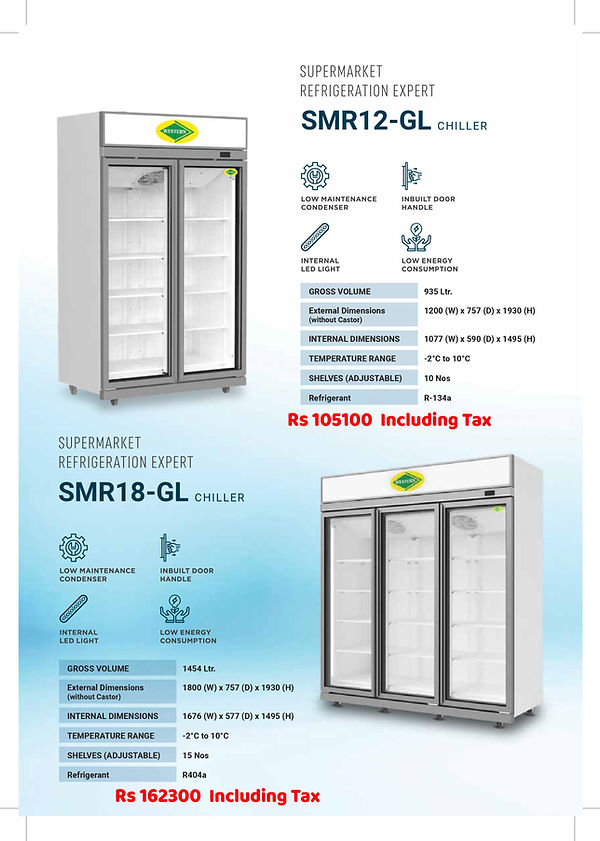 SUPERMARKET
REFRIGERATION EXPERT
SMR12-GL CHILLER
WESTERN
LOW MAINTENANCE
CONDENSER
INBUILT DOOR
HANDLE
INTERNAL
LED LIGHT
LOW ENERGY
CONSUMPTION
GROSS VOLUME 935 Ltr.
External Dimensions 1200 (W) x 757 (D) x 1930 (H)
(without Castor)
INTERNAL DIMENSIONS 1077 (W) x 590 (D) x 1495 (H)
TEMPERATURE RANGE -2°C to 10°C
SHELVES (ADJUSTABLE) 10 Nos
Refrigerant R-134a
Rs 105100 Including Tax
SUPERMARKET
REFRIGERATION EXPERT
SMR18-GL CHILLER
WESTERN
LOW MAINTENANCE
CONDENSER
INBUILT DOOR
HANDLE
INTERNAL
LED LIGHT
LOW ENERGY
CONSUMPTION
GROSS VOLUME 1454 Ltr.
External Dimensions 1800 (W) x 757 (D) x 1930 (H)
(without Castor)
INTERNAL DIMENSIONS 1676 (W) x 577 (D) x 1495 (H)
TEMPERATURE RANGE -2°C to 10°C
SHELVES (ADJUSTABLE) 15 Nos
Refrigerant R404a
Rs 162300 Including Tax